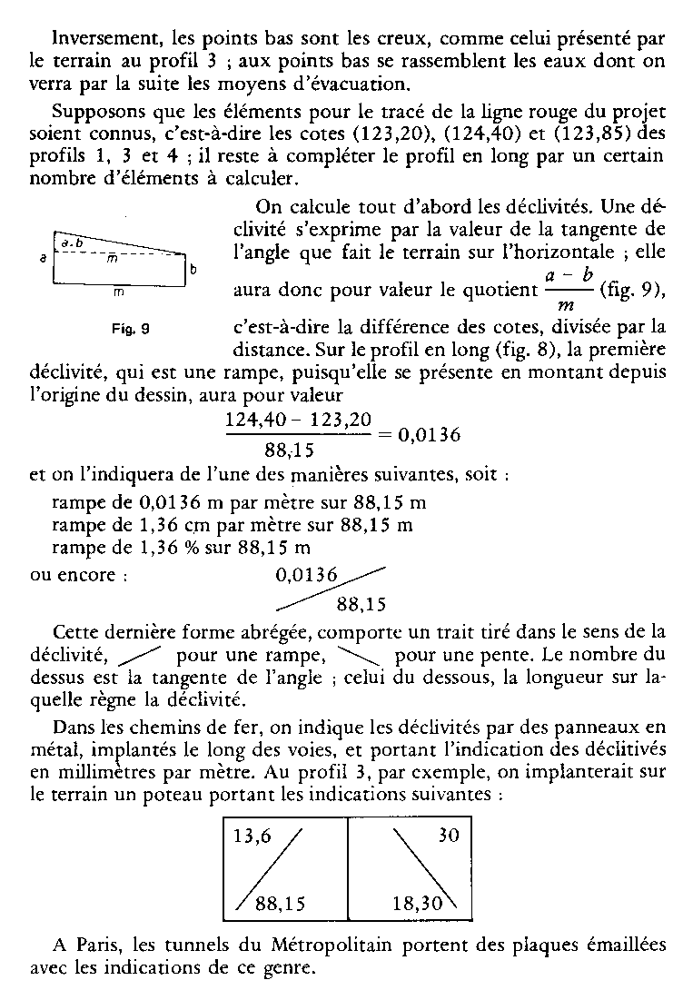 Inversement, les points bas sont les creux, comme celui présenté par
le terrain au profil 3 ; aux points bas se rassemblent les eaux dont on
verra par la suite les moyens d'évacuation.
Supposons que les éléments pour le tracé de la ligne rouge du projet
soient connus, c'est-à-dire les cotes (123,20), (124,40) et (123,85) des
profils 1, 3 et 4 ; il reste à compléter le profil en long par un certain
nombre d'éléments à calculer.
On calcule tout d'abord les déclivités. Une dé-
clivité s'exprime par la valeur de la tangente de
l'angle que fait le terrain sur l'horizontale ; elle
aura donc pour valeur le quotient a - b / m (fig. 9),
a
a-b
m
b
m
Fig. 9
c'est-à-dire la différence des cotes, divisée par la
distance. Sur le profil en long (fig. 8), la première
déclivité, qui est une rampe, puisqu'elle se présente en montant depuis
l'origine du dessin, aura pour valeur
124,40 - 123,20
= 0,0136
88,15
et on l'indiquera de l'une des manières suivantes, soit :
rampe de 0,0136 m par mètre sur 88,15 m
rampe de 1,36 cm par mètre sur 88,15 m
rampe de 1,36 % sur 88,15 m
ou encore : 0,0136
88,15
Cette dernière forme abrégée, comporte un trait tiré dans le sens de la
déclivité, pour une rampe, pour une pente. Le nombre du
dessus est la tangente de l'angle ; celui du dessous, la longueur sur la-
quelle règne la déclivité.
Dans les chemins de fer, on indique les déclivités par des panneaux en
métal, implantés le long des voies, et portant l'indication des déclitivés
en millimètres par mètre. Au profil 3, par exemple, on implanterait sur
le terrain un poteau portant les indications suivantes :
13,6 30
88,15 18,30
A Paris, les tunnels du Métropolitain portent des plaques émaillées
avec les indications de ce genre.